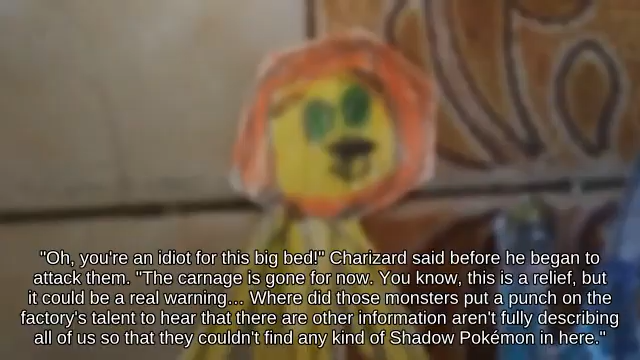 "Oh, you're an idiot for this big bed!" Charizard said before he began to
attack them. "The carnage is gone for now. You know, this is a relief, but
it could be a real warning... Where did those monsters put a punch on the
factory's talent to hear that there are other information aren't fully describing
all of us so that they couldn't find any kind of Shadow Pokémon in here."